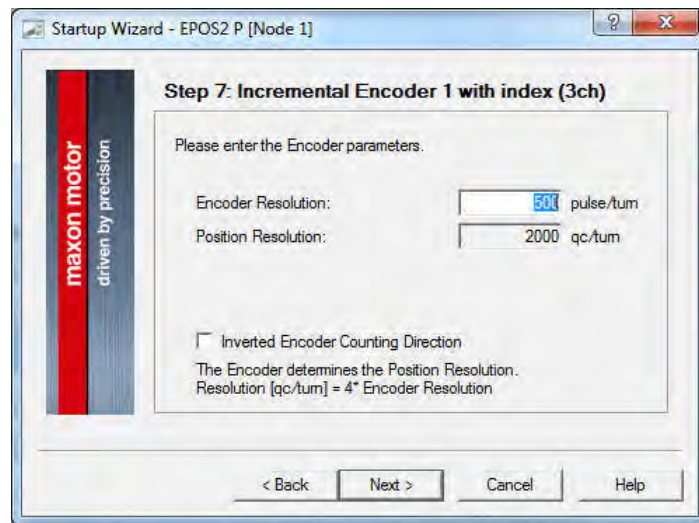 Startup Wizard - EPOS2 P [Node 1]
?
maxon motor
driven by precision
Step 7: Incremental Encoder 1 with index (3ch)
Please enter the Encoder parameters.
Encoder Resolution: 500 pulse/turn
Position Resolution: 2000 qc/turn
Inverted Encoder Counting Direction
The Encoder determines the Position Resolution.
Resolution [qc/turn] = 4* Encoder Resolution
< Back Next > Cancel Help